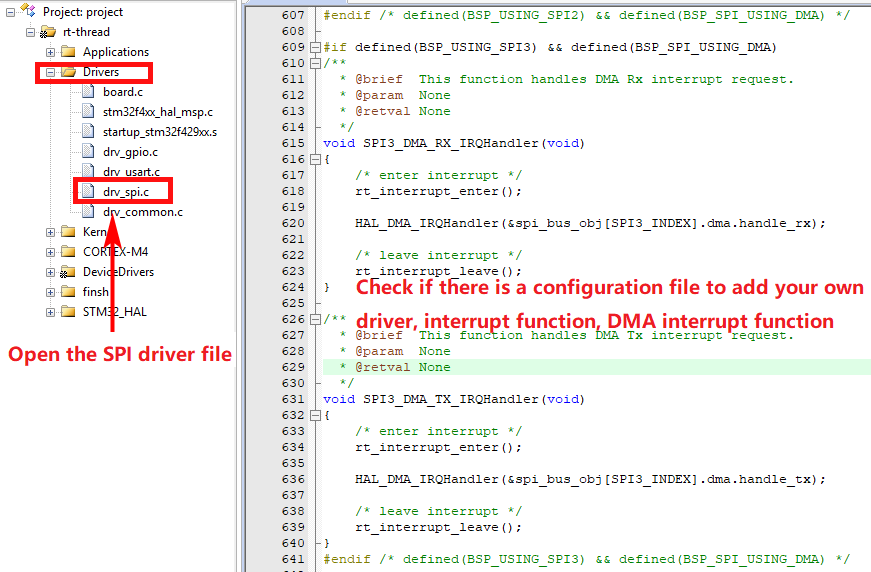 Project: project
rt-thread
Applications
Drivers
board.c
stm32f4xx_hal_msp.c
startup_stm32f429xx.s
drv_gpio.c
drv_usart.c
drv_spi.c
drv_common.c
Kern
CORTEX-M4
DeviceDrivers
finsh
STM32_HAL
Open the SPI driver file
607 #endif /* defined(BSP_USING_SPI2) && defined(BSP_SPI_USING_DMA) */
608
609 #if defined(BSP_USING_SPI3) && defined(BSP_SPI_USING_DMA)
610 /**
611 * @brief This function handles DMA Rx interrupt request.
612 * @param None
613 * @retval None
614 */
615 void SPI3_DMA_RX_IRQHandler(void)
616 {
617 /* enter interrupt */
618 rt_interrupt_enter();
619
620 HAL_DMA_IRQHandler(&spi_bus_obj[SPI3_INDEX].dma.handle_rx);
621
622 /* leave interrupt */
623 rt_interrupt_leave();
624 }
Check if there is a configuration file to add your own
625
driver, interrupt function, DMA interrupt function
626 /**
627 * @brief This function handles DMA Tx interrupt request.
628 * @param None
629 * @retval None
630 */
631 void SPI3_DMA_TX_IRQHandler(void)
632 {
633 /* enter interrupt */
634 rt_interrupt_enter();
635
636 HAL_DMA_IRQHandler(&spi_bus_obj[SPI3_INDEX].dma.handle_tx);
637
638 /* leave interrupt */
639 rt_interrupt_leave();
640 }
641 #endif /* defined(BSP_USING_SPI3) && defined(BSP_SPI_USING_DMA) */